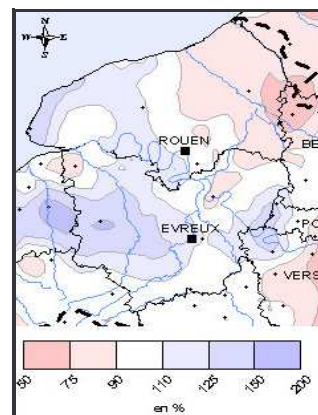 N
W E
S
ROUEN
BE
EVREUX
PO
VERS
50 75 90 110 125 150 200
en %